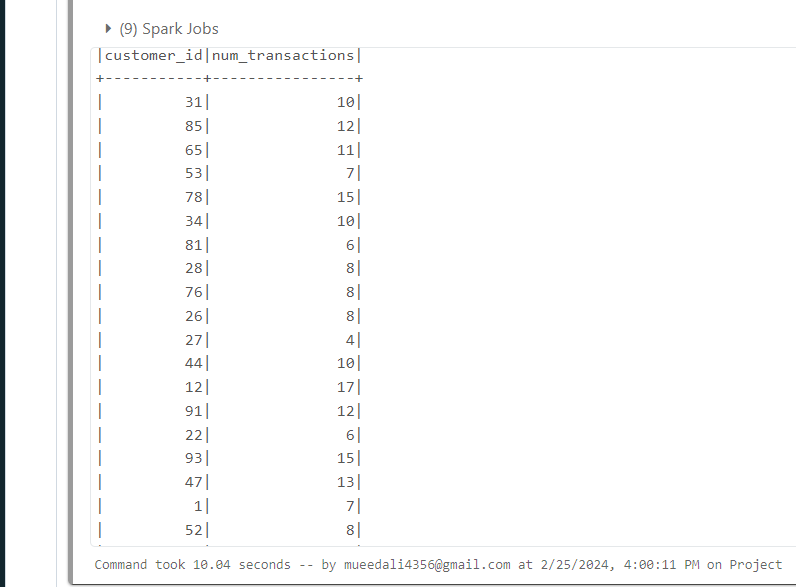 (9) Spark Jobs
|customer_id|num_transactions|
+-----------+----------------+
|         31|              10|
|         85|              12|
|         65|              11|
|         53|               7|
|         78|              15|
|         34|              10|
|         81|               6|
|         28|               8|
|         76|               8|
|         26|               8|
|         27|               4|
|         44|              10|
|         12|              17|
|         91|              12|
|         22|               6|
|         93|              15|
|         47|              13|
|          1|               7|
|         52|               8|
Command took 10.04 seconds -- by mueedali4356@gmail.com at 2/25/2024, 4:00:11 PM on Project